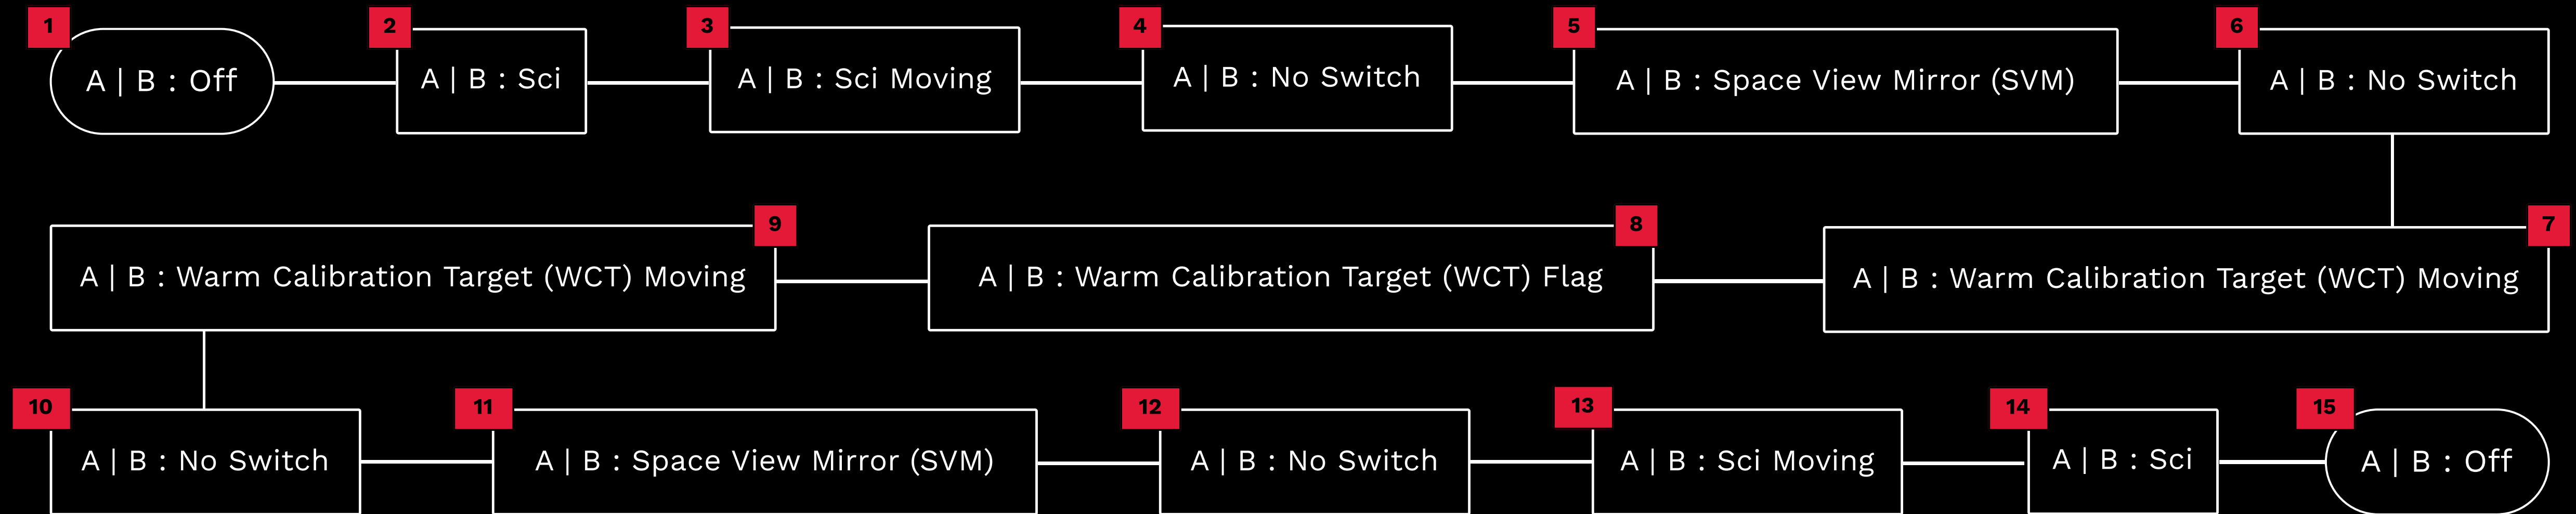 1
A | B : Off
2
A | B : Sci
3
A | B : Sci Moving
4
A | B : No Switch
5
A | B : Space View Mirror (SVM)
6
A | B : No Switch
7
A | B : Warm Calibration Target (WCT) Moving
8
A | B : Warm Calibration Target (WCT) Flag
9
A | B : Warm Calibration Target (WCT) Moving
10
A | B : No Switch
11
A | B : Space View Mirror (SVM)
12
A | B : No Switch
13
A | B : Sci Moving
14
A | B : Sci
15
A | B : Off